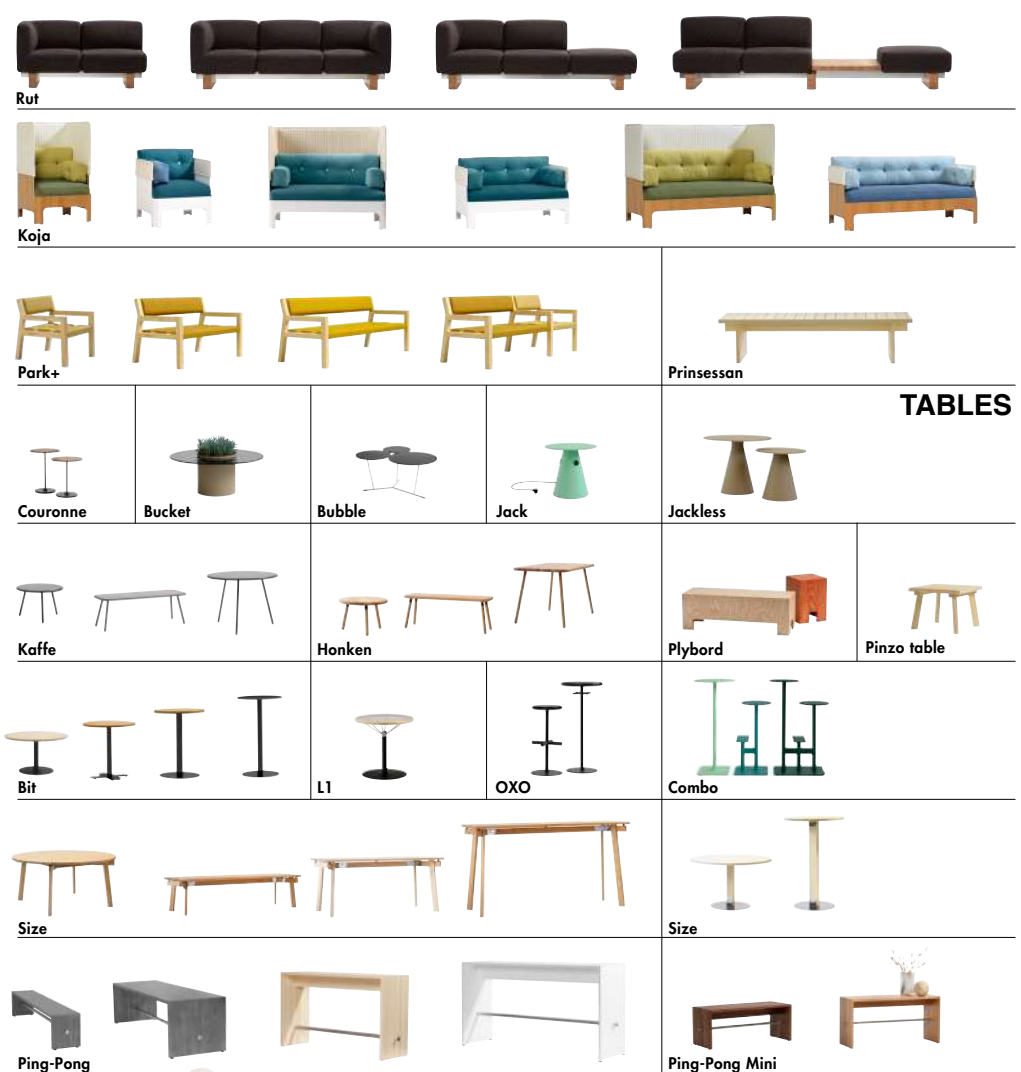 Rut
Koja
Park+
Prinsessan
TABLES
Couronne
Bucket
Bubble
Jack
Jackless
Kaffe
Honken
Plybord
Pinzo table
Bit
L1
OXO
Combo
Size
Size
Ping-Pong
Ping-Pong Mini